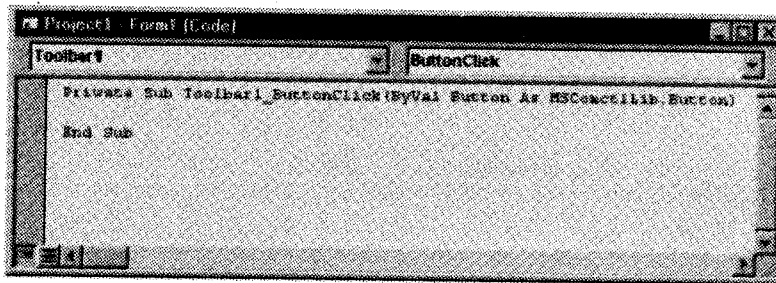 Project1 - Form1 (Code)
Toolbar1 ButtonClick
Private Sub Toolbar1_ButtonClick(ByVal Button As MSComctlLib.Button)
End Sub